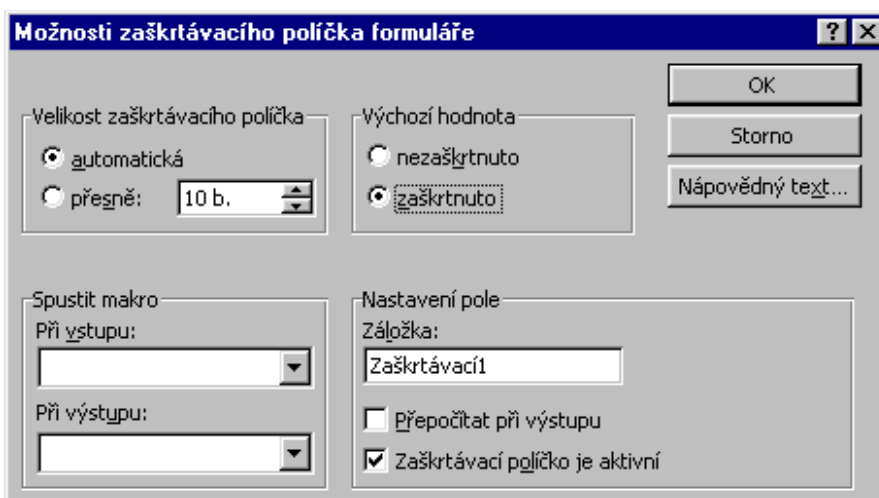 Možnosti zaškrtávacího políčka formuláře
Velikost zaškrtávacího políčka
automatická
přesně: 10 b.
Výchozí hodnota
nezaškrtnuto
zaškrtnuto
OK
Storno
Nápovědný text...
Spustit makro
Při vstupu:
Při výstupu:
Nastavení pole
Záložka:
Zaškrtávací1
Přepočítat při výstupu
Zaškrtávací políčko je aktivní